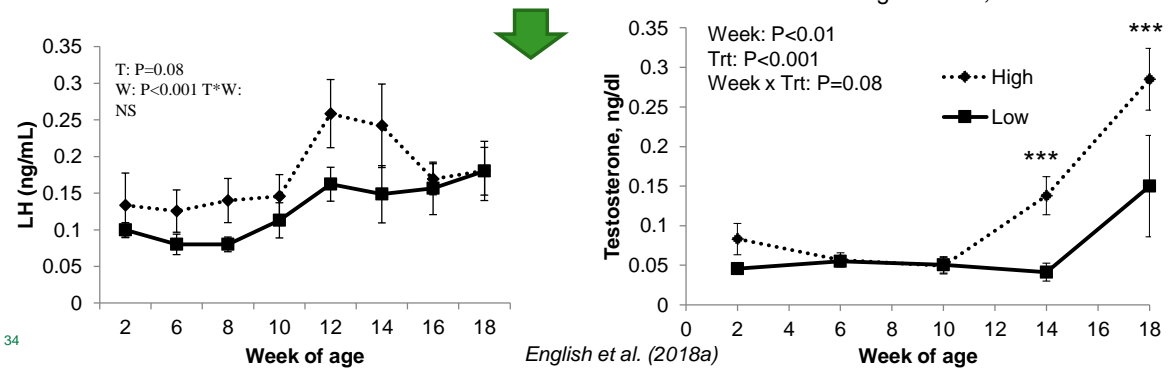 0.35
0.3
0.25
0.2
0.15
0.1
0.05
0
LH (ng/mL)
T: P=0.08
W: P<0.001 T*W:
NS
2 6 8 10 12 14 16 18
Week of age
34
English et al. (2018a)
0.35
0.3
0.25
0.2
0.15
0.1
0.05
0
Testosterone, ng/dl
Week: P<0.01
Trt: P<0.001
Week x Trt: P=0.08
High
Low
***
***
0 2 4 6 8 10 12 14 16 18
Week of age